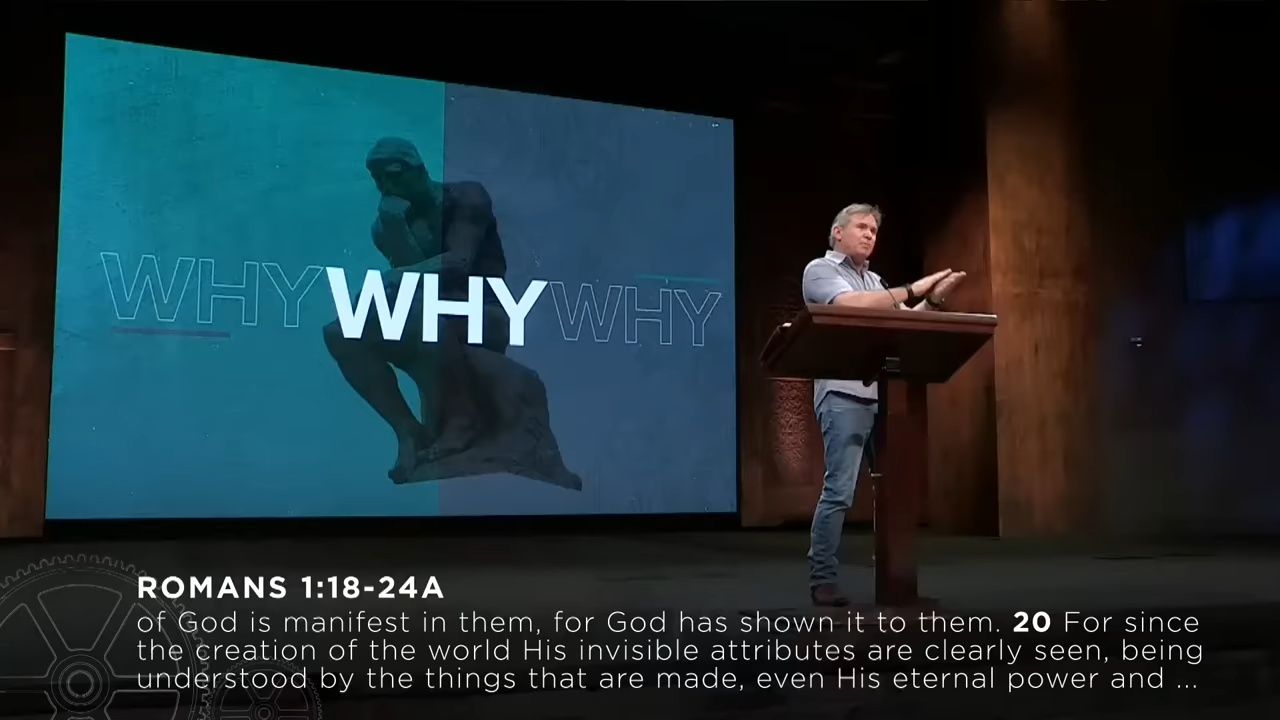 WHY WHY WHY
ROMANS 1:18-24A
of God is manifest in them, for God has shown it to them. 20 For since
the creation of the world His invisible attributes are clearly seen, being
understood by the things that are made, even His eternal power and ...